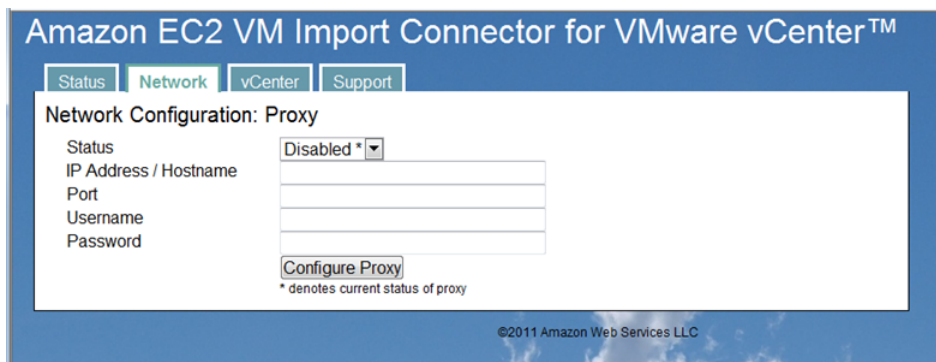 Amazon EC2 VM Import Connector for VMware vCenter™
Status Network vCenter Support
Network Configuration: Proxy
Status Disabled *
IP Address / Hostname
Port
Username
Password
Configure Proxy
* denotes current status of proxy
©2011 Amazon Web Services LLC